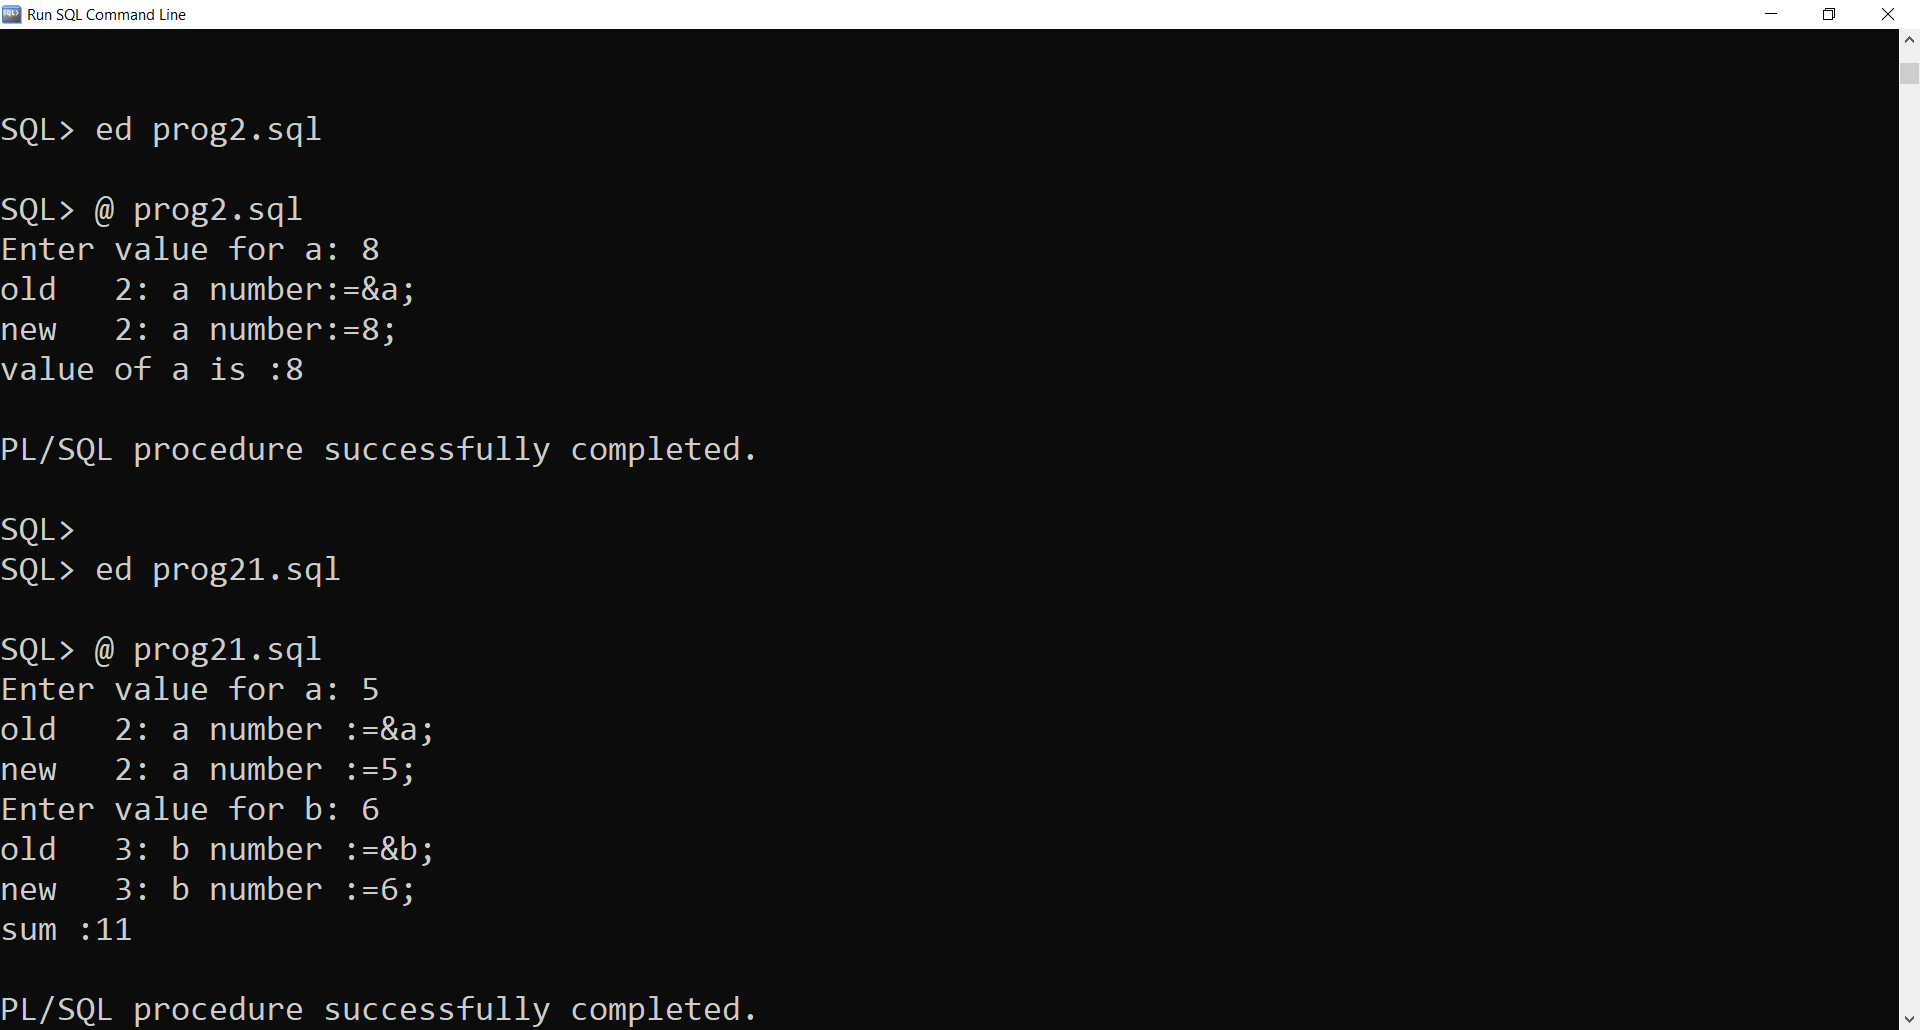 Run SQL Command Line
SQL> ed prog2.sql
SQL> @ prog2.sql
Enter value for a: 8
old   2: a number:=&a;
new   2: a number:=8;
value of a is :8
PL/SQL procedure successfully completed.
SQL>
SQL> ed prog21.sql
SQL> @ prog21.sql
Enter value for a: 5
old   2: a number :=&a;
new   2: a number :=5;
Enter value for b: 6
old   3: b number :=&b;
new   3: b number :=6;
sum :11
PL/SQL procedure successfully completed.